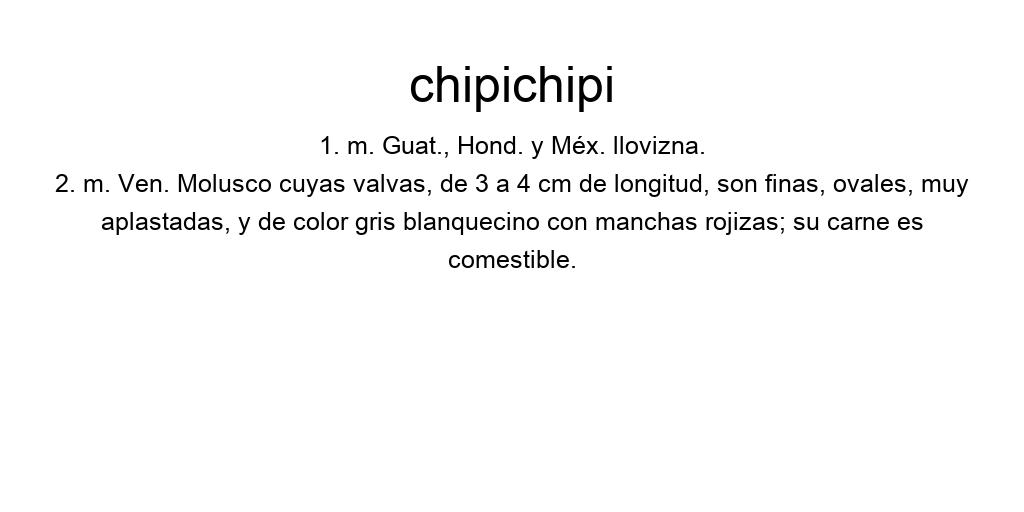 chipichipi
1. m. Guat., Hond. y Méx. llovizna.
2. m. Ven. Molusco cuyas valvas, de 3 a 4 cm de longitud, son finas, ovales, muy
aplastadas, y de color gris blanquecino con manchas rojizas; su carne es
comestible.